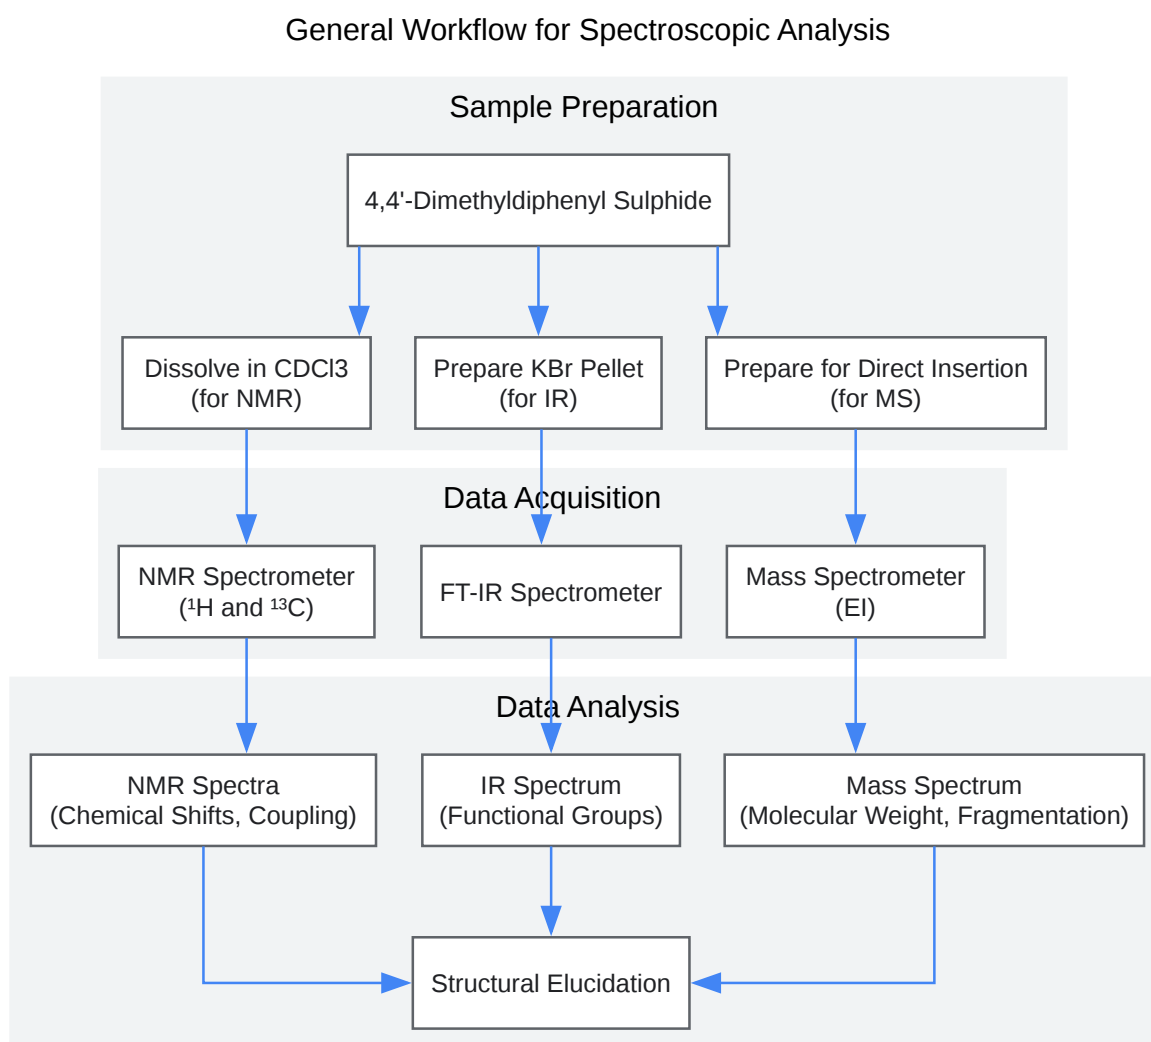 General Workflow for Spectroscopic Analysis
Sample Preparation
4,4'-Dimethyldiphenyl Sulphide
Dissolve in CDCl3
(for NMR)
Prepare KBr Pellet
(for IR)
Prepare for Direct Insertion
(for MS)
Data Acquisition
NMR Spectrometer
(¹H and ¹³C)
FT-IR Spectrometer
Mass Spectrometer
(EI)
Data Analysis
NMR Spectra
(Chemical Shifts, Coupling)
IR Spectrum
(Functional Groups)
Mass Spectrum
(Molecular Weight, Fragmentation)
Structural Elucidation